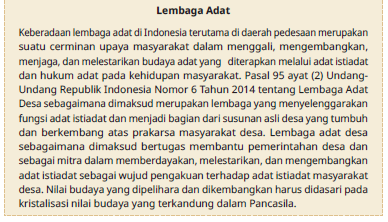 Lembaga Adat
Keberadaan lembaga adat di Indonesia terutama di daerah pedesaan merupakan
suatu cerminan upaya masyarakat dalam menggali, mengembangkan,
menjaga, dan melestarikan budaya adat yang diterapkan melalui adat istiadat
dan hukum adat pada kehidupan masyarakat. Pasal 95 ayat (2) Undang-
Undang Republik Indonesia Nomor 6 Tahun 2014 tentang Lembaga Adat
Desa sebagaimana dimaksud merupakan lembaga yang menyelenggarakan
fungsi adat istiadat dan menjadi bagian dari susunan asli desa yang tumbuh
dan berkembang atas prakarsa masyarakat desa. Lembaga adat desa
sebagaimana dimaksud bertugas membantu pemerintahan desa dan
sebagai mitra dalam memberdayakan, melestarikan, dan mengembangkan
adat istiadat sebagai wujud pengakuan terhadap adat istiadat masyarakat
desa. Nilai budaya yang dipelihara dan dikembangkan harus didasari pada
kristalisasi nilai budaya yang terkandung dalam Pancasila.